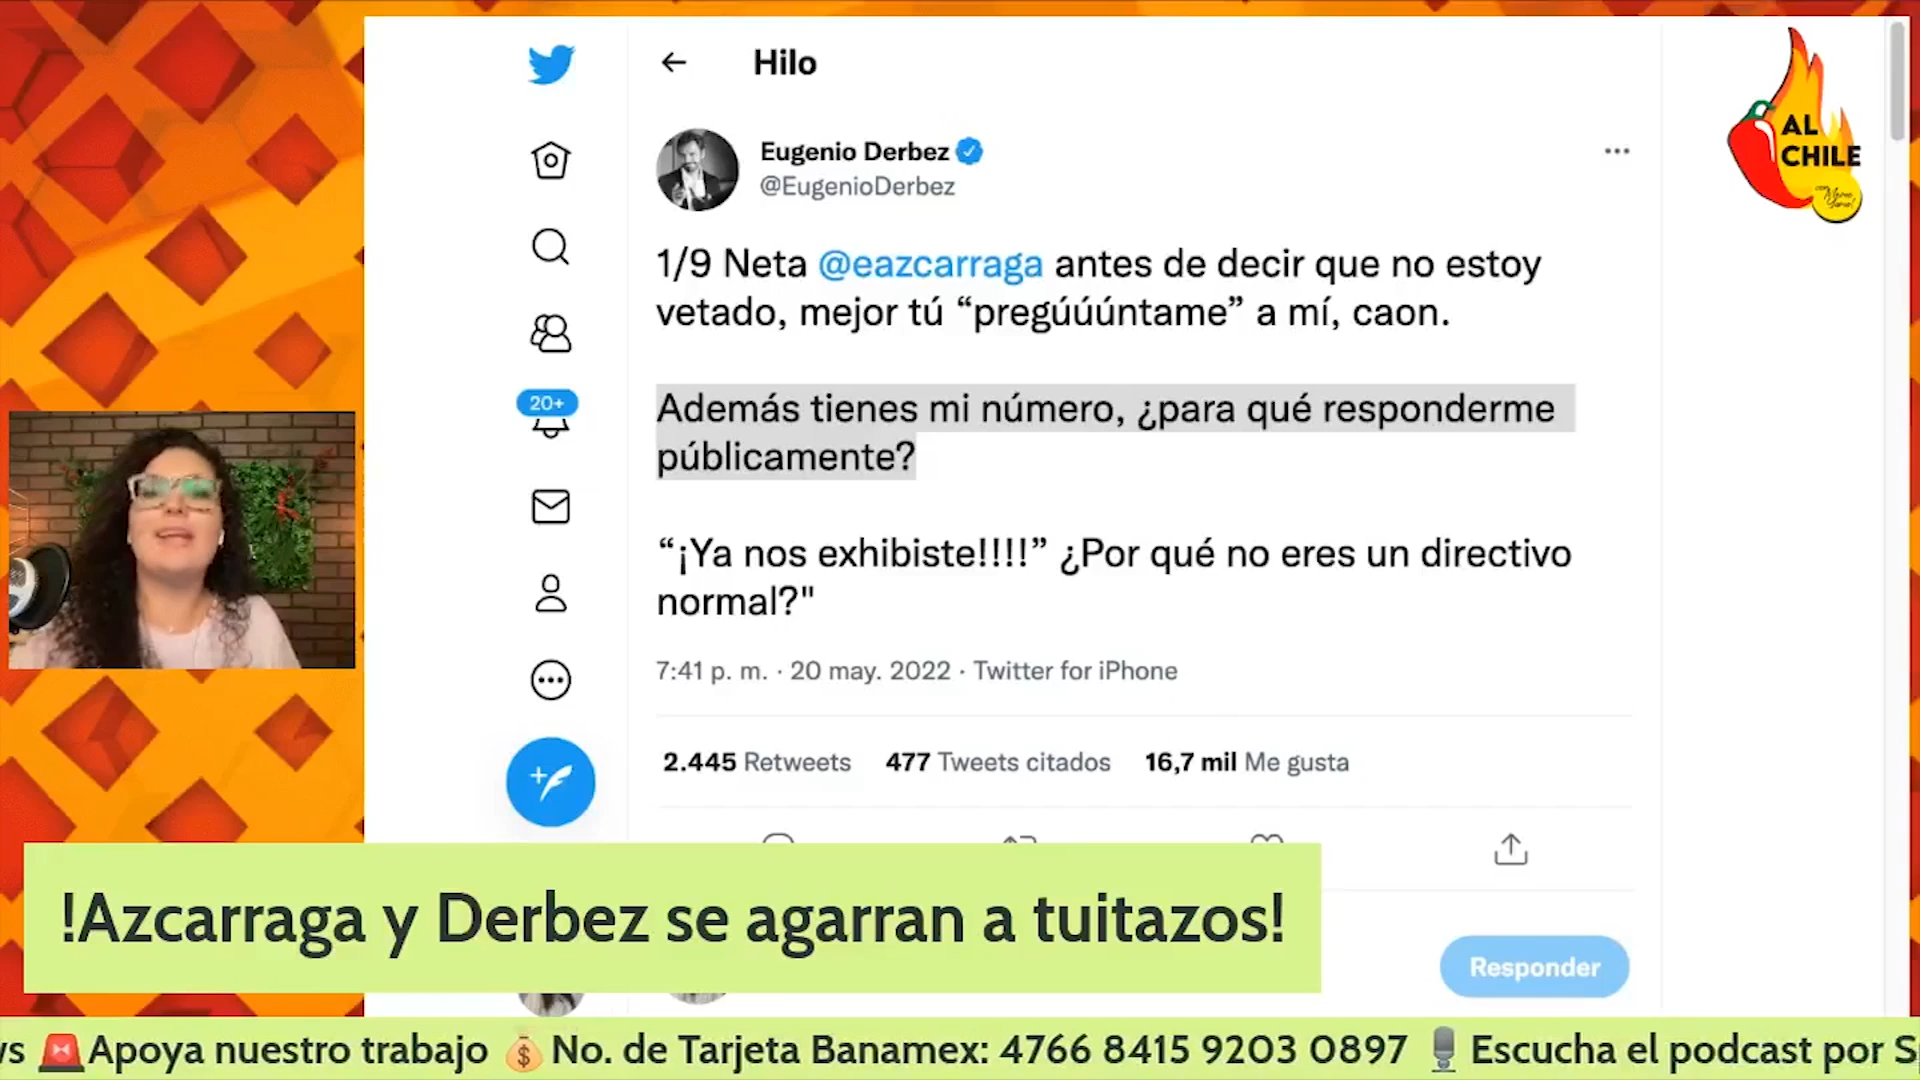 Hilo
Eugenio Derbez
@EugenioDerbez
AL
CHILE
1/9 Neta @eazcarraga antes de decir que no estoy
vetado, mejor tú “pregúúúúntame” a mí, caon.
Además tienes mi número, ¿para qué responderme
públicamente?
20+
“¡Ya nos exhibiste!!!!” ¿Por qué no eres un directivo
normal?"
7:41 p. m. · 20 may. 2022 · Twitter for iPhone
2.445 Retweets 477 Tweets citados 16,7 mil Me gusta
!Azcarraga y Derbez se agarran a tuitazos!
Responder
Apoya nuestro trabajo No. de Tarjeta Banamex: 4766 8415 9203 0897 Escucha el podcast por